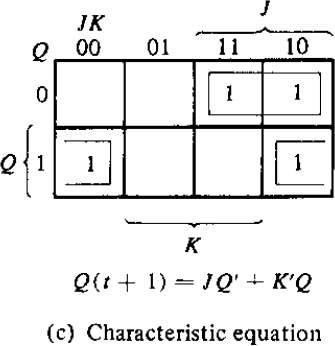 JK
J
Q 00 01 11 10
0 1 1
Q 1 1 1
K
Q(t + 1) = JQ' + K'Q
(c) Characteristic equation